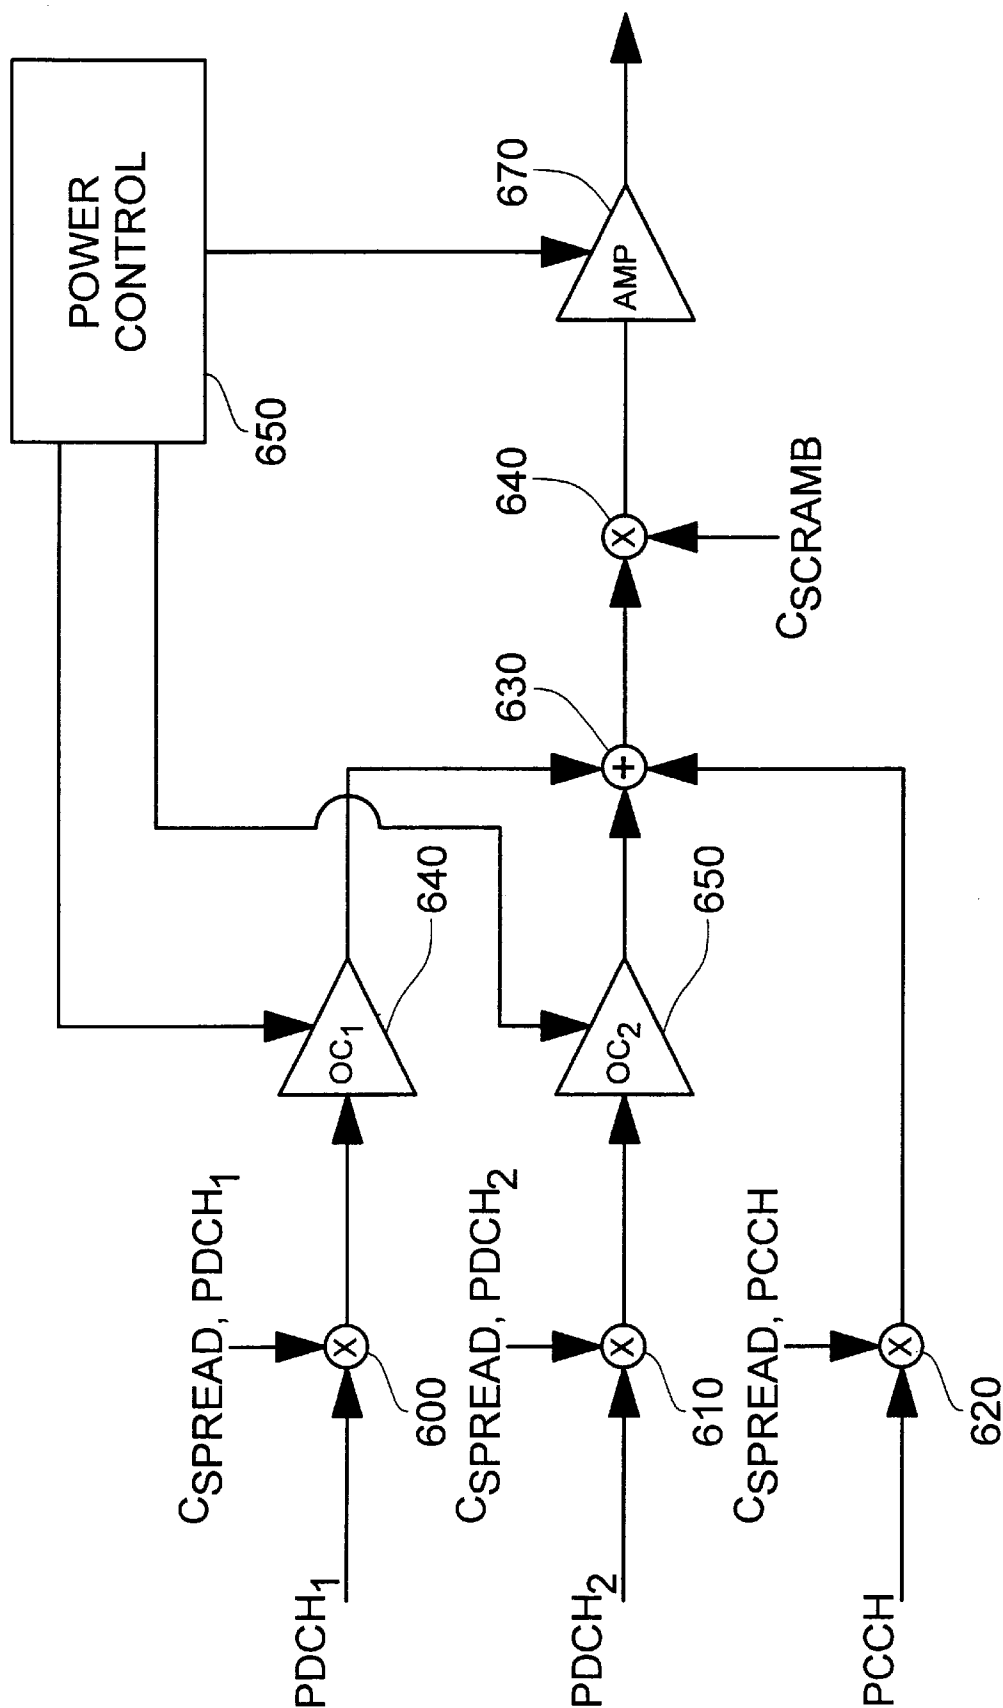 POWER
CONTROL
650
670
AMP
640
CSCRAMB
630
640
OC1
650
OC2
CSPREAD, PDCH1
PDCH1
600
CSPREAD, PDCH2
PDCH2
610
CSPREAD, PCCH
PCCH
620